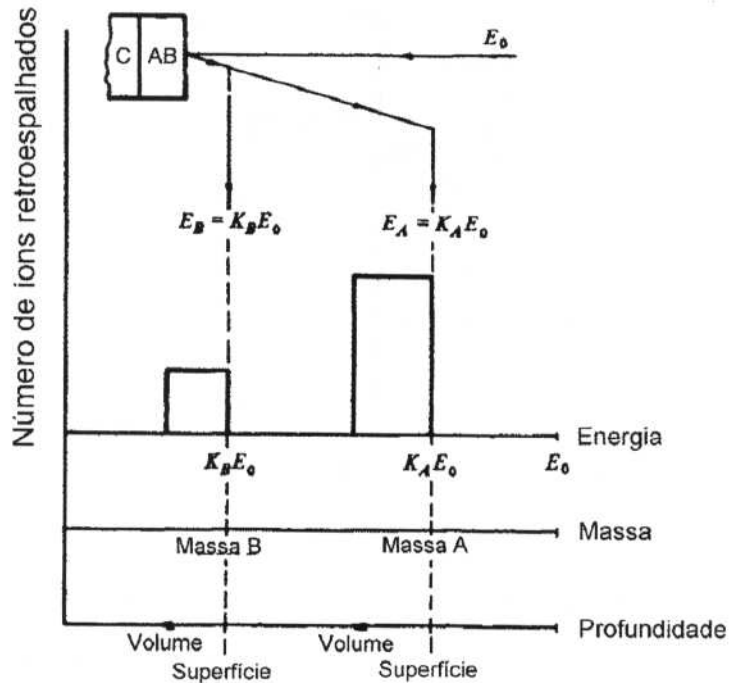 Número de ions retroespalhados
C AB
E₀
E_B = K_B E₀
E_A = K_A E₀
Energia
K_B E₀
K_A E₀
E₀
Massa
Massa B
Massa A
Profundidade
Volume
Volume
Superfície
Superfície